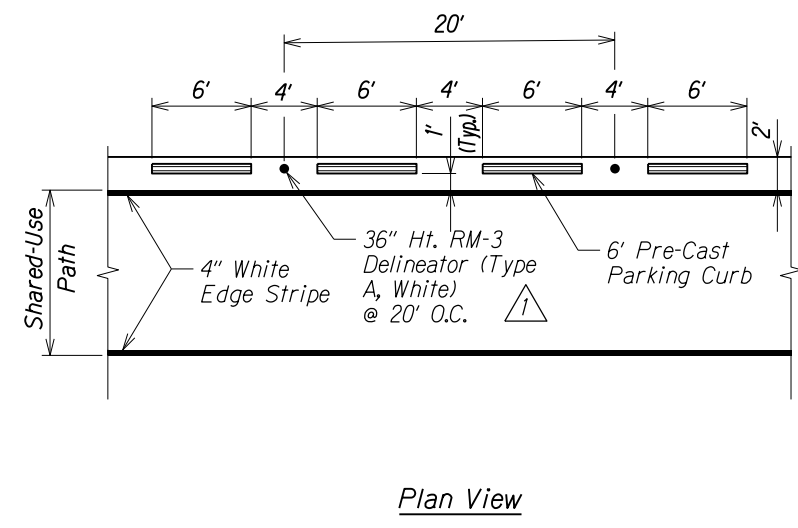 20'
6'
4'
6'
4'
6'
4'
6'
1'
(Typ.)
2'
Shared-Use
Path
4" White
Edge Stripe
36" Ht. RM-3
Delineator (Type
A, White)
@ 20' O.C.
1
6' Pre-Cast
Parking Curb
Plan View